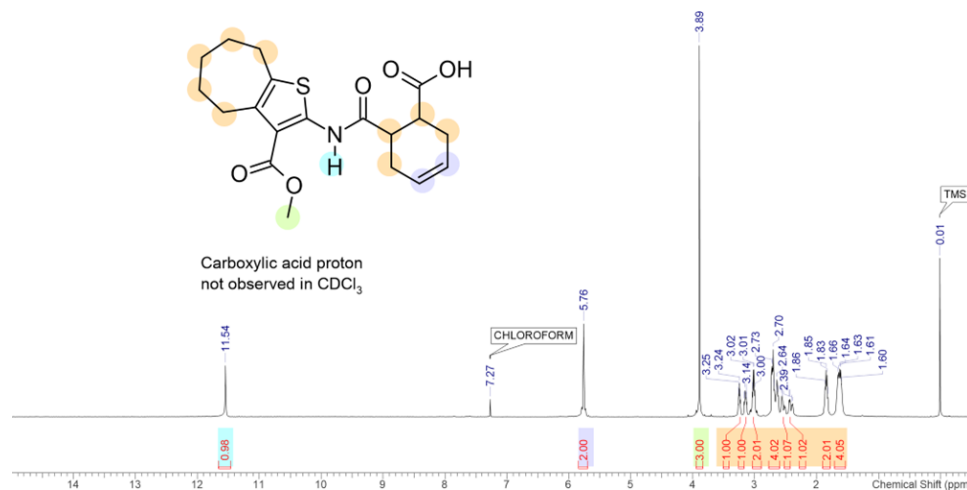 3.89
S
O
OH
O
N
H
O
O
TMS
0.01
Carboxylic acid proton
not observed in CDCl3
11.54
CHLOROFORM
7.27
5.76
3.25
3.24
3.14
3.02
3.01
3.00
2.73
2.70
2.64
2.39
1.86
1.85
1.83
1.66
1.64
1.63
1.61
1.60
0.98
2.00
3.00
1.00
1.00
2.01
4.02
1.07
1.02
2.01
4.05
14 13 12 11 10 9 8 7 6 5 4 3 2
Chemical Shift (ppm